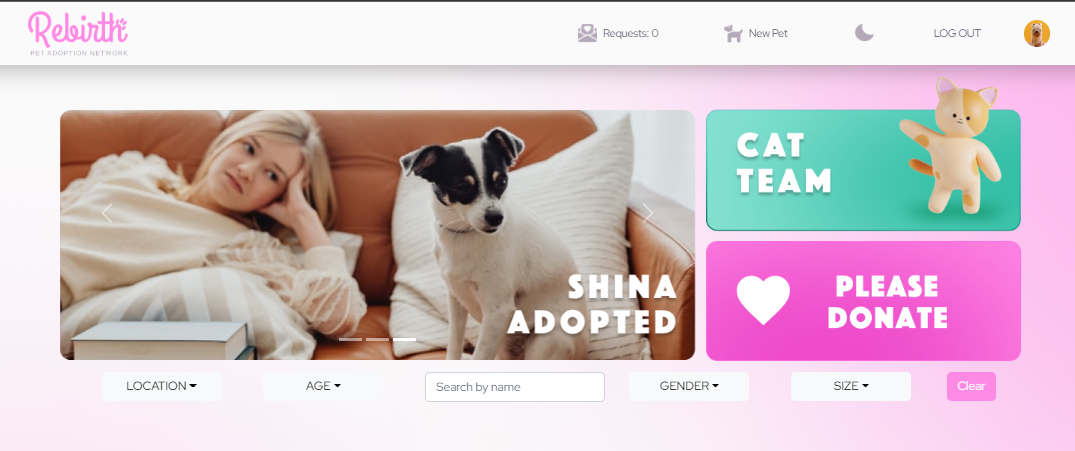 Rebirth
PET ADOPTION NETWORK
Requests: 0
New Pet
LOG OUT
SHINA
ADOPTED
CAT
TEAM
PLEASE
DONATE
LOCATION
AGE
Search by name
GENDER
SIZE
Clear